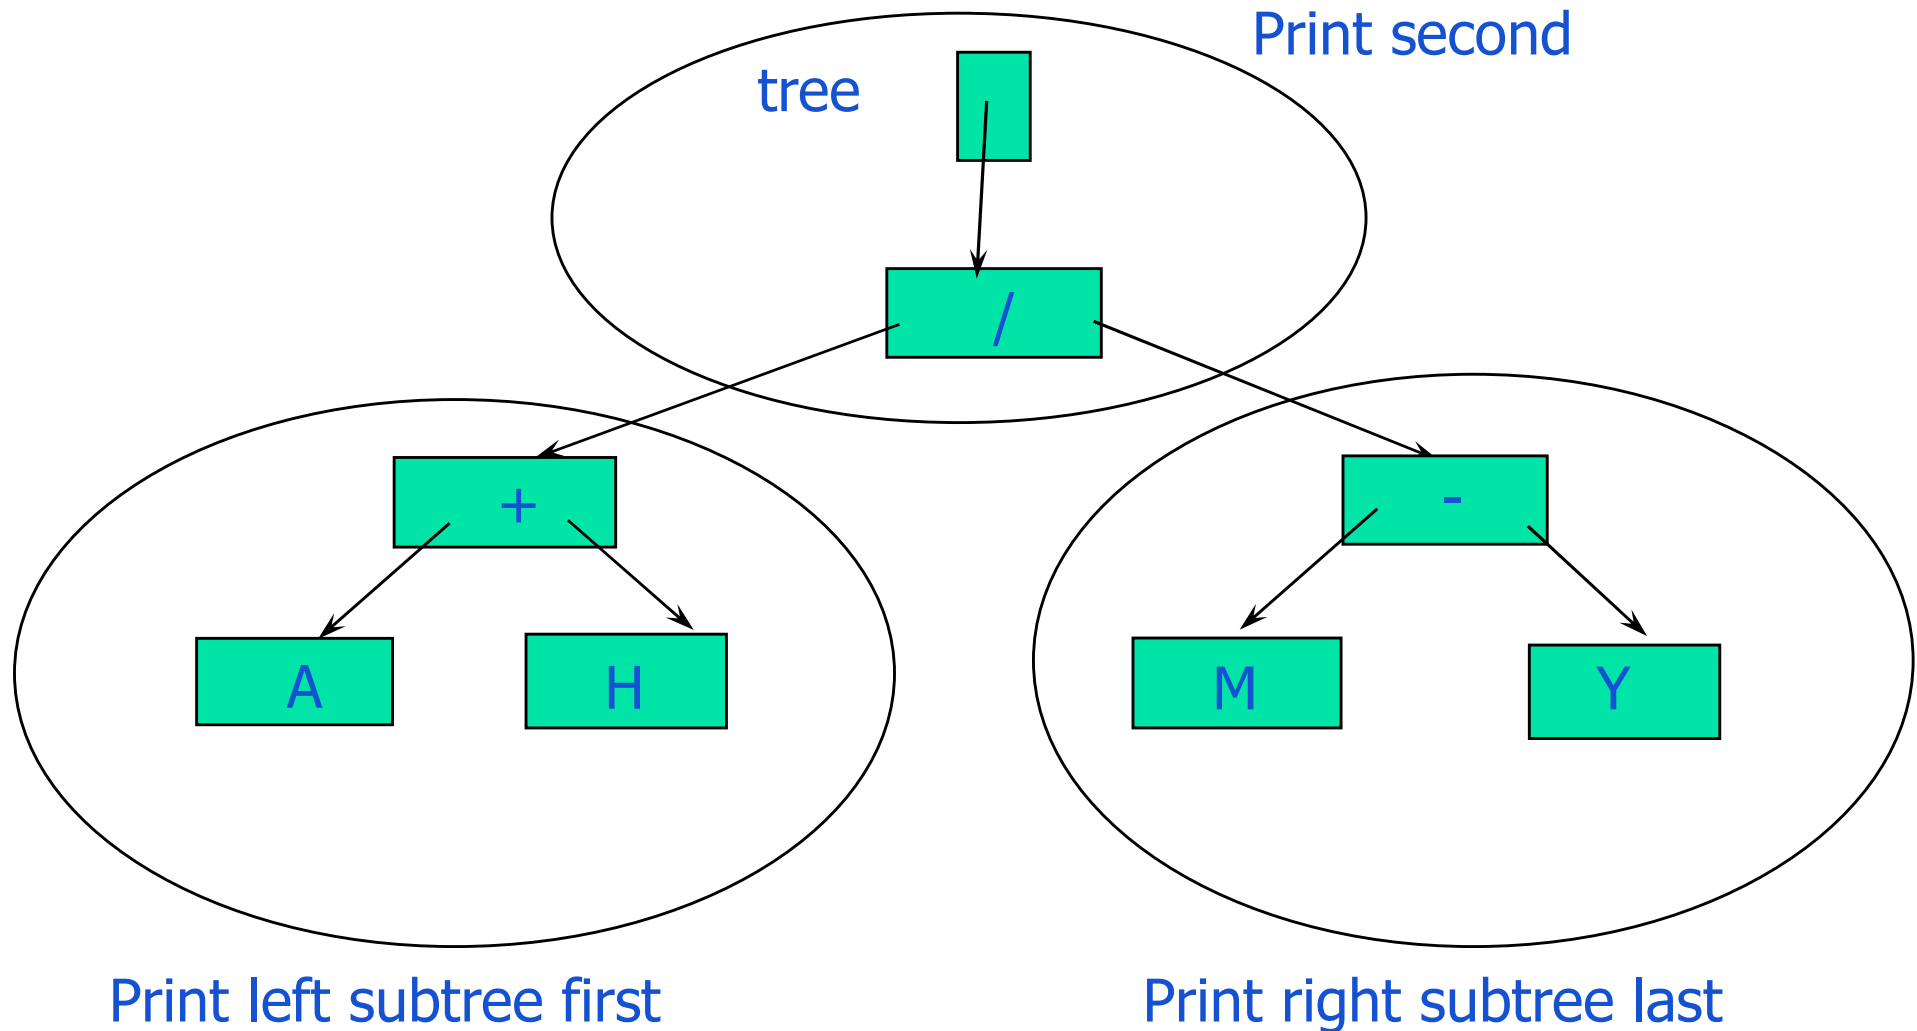 Print second
tree
/
+
-
A
H
M
Y
Print left subtree first
Print right subtree last